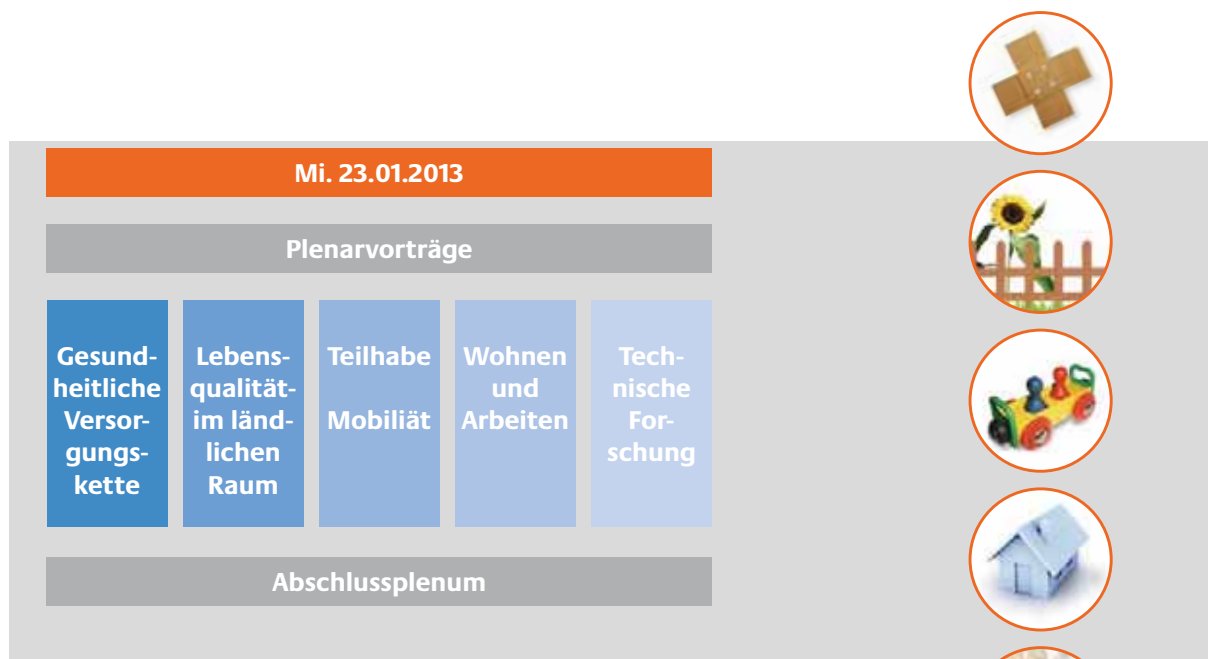 Mi. 23.01.2013
Plenarvorträge
Gesund-
heitliche
Versor-
gungs-
kette
Lebens-
qualität-
im länd-
lichen
Raum
Teilhabe
Mobiliät
Wohnen
und
Arbeiten
Tech-
nische
For-
schung
Abschlussplenum